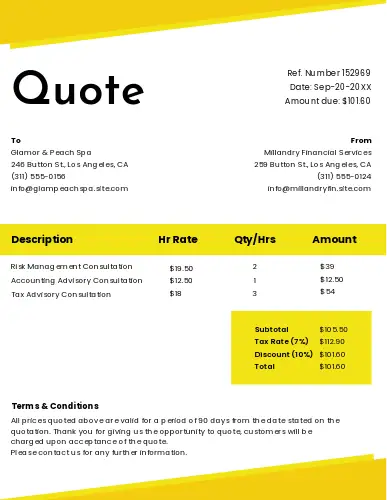 Quote
Ref. Number 152969
Date: Sep-20-20XX
Amount due: $101.60
To
Glamor & Peach Spa
246 Button St., Los Angeles, CA
(311) 555-0156
info@glampeachspa.site.com
From
Millandry Financial Services
259 Button St., Los Angeles, CA
(311) 555-0124
info@millandryfin.site.com
Description Hr Rate Qty/Hrs Amount
Risk Management Consultation $19.50 2 $39
Accounting Advisory Consultation $12.50 1 $12.50
Tax Advisory Consultation $18 3 $54
Subtotal $105.50
Tax Rate (7%) $112.90
Discount (10%) $101.60
Total $101.60
Terms & Conditions
All prices quoted above are valid for a period of 90 days from the date stated on the
quotation. Thank you for giving us the opportunity to quote, customers will be
charged upon acceptance of the quote.
Please contact us for any further information.